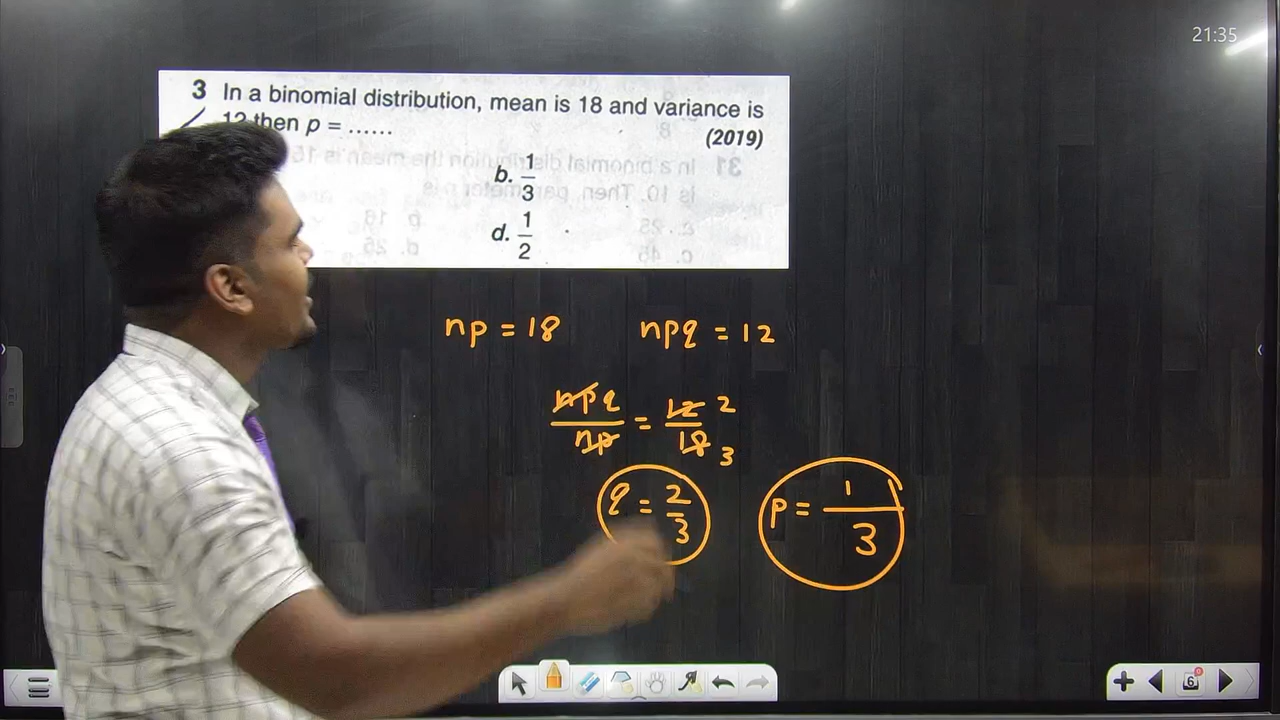 21:35
3 In a binomial distribution, mean is 18 and variance is
12 then p = ......
(2019)
b. 1/3
d. 1/2
np = 18 npq = 12
npq/np = 12/18 2/3
q = 2/3 p = 1/3
6